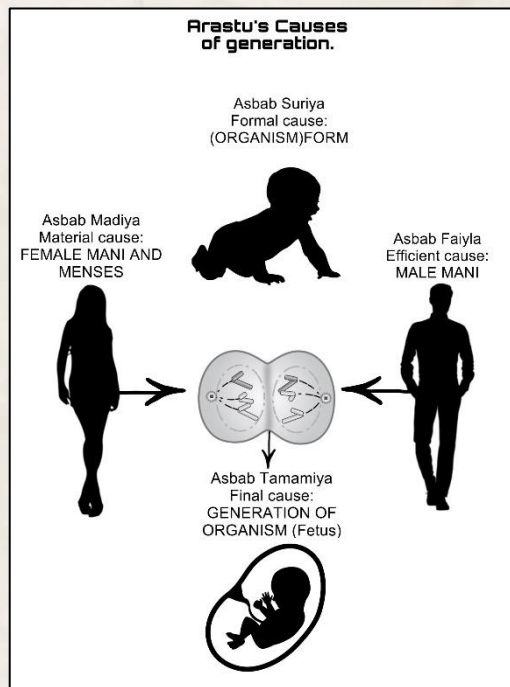 Arastu's Causes
of generation.
Asbab Suriya
Formal cause:
(ORGANISM)FORM
Asbab Madiya
Material cause:
FEMALE MANI AND
MENSES
Asbab Faiyla
Efficient cause:
MALE MANI
Asbab Tamamiya
Final cause:
GENERATION OF
ORGANISM (Fetus)